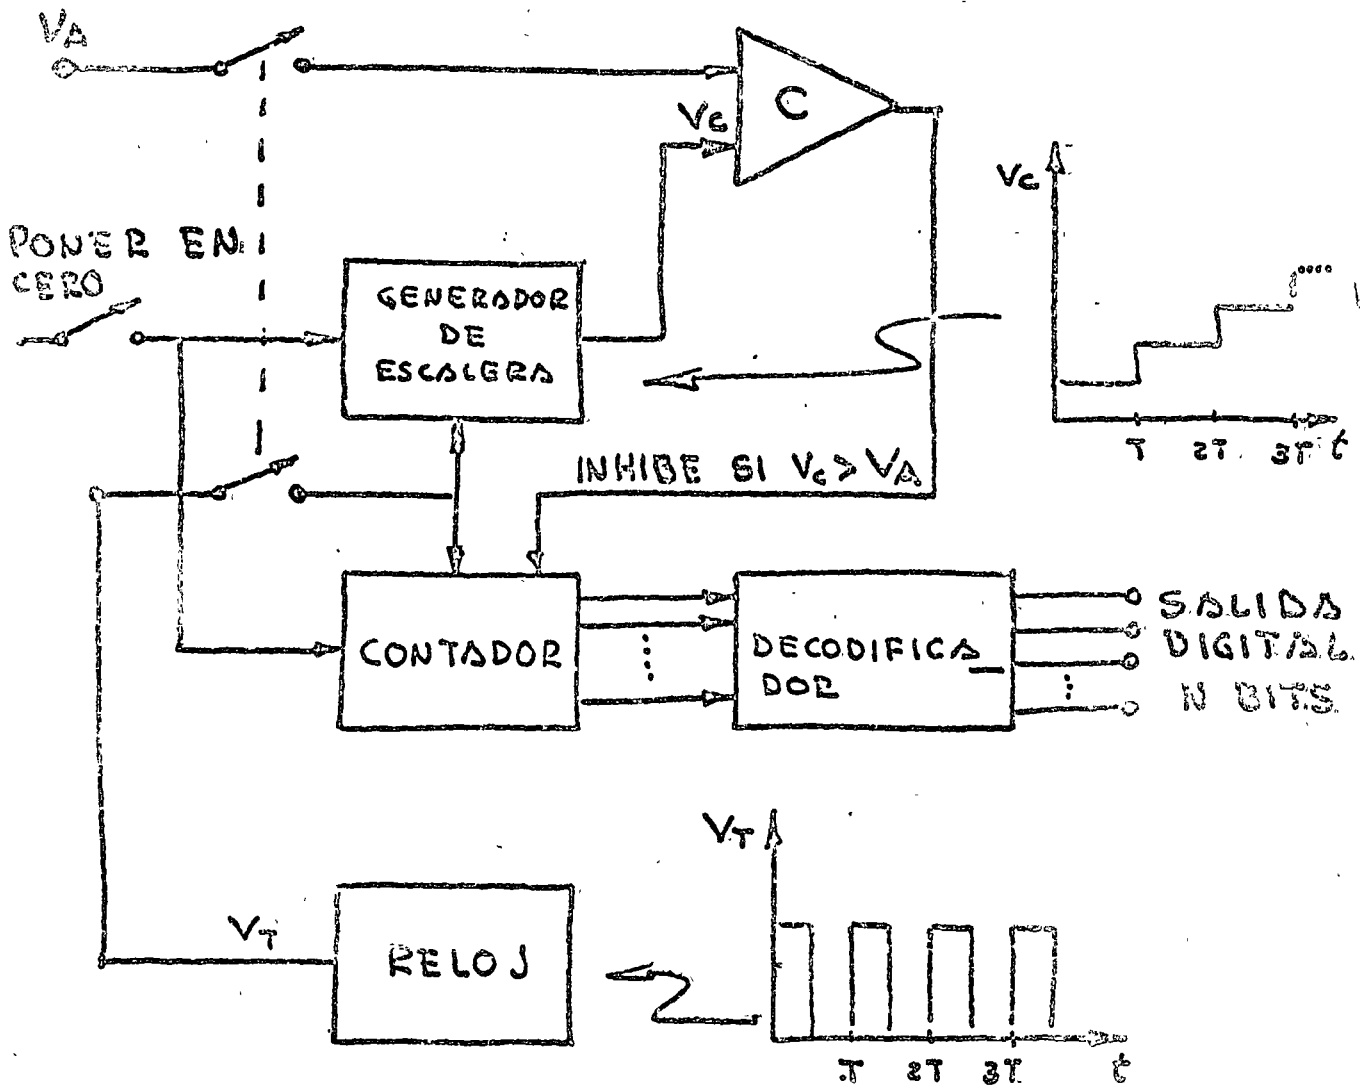 VA
C
VC
VC
PONER EN
CERO
GENERADOR
DE
ESCALERA
T 2T 3T t
INHIBE SI VC > VA
CONTADOR
DECODIFICA
DOR
SALIDA
DIGITAL
N BITS
VT
VT
RELOJ
T 2T 3T t